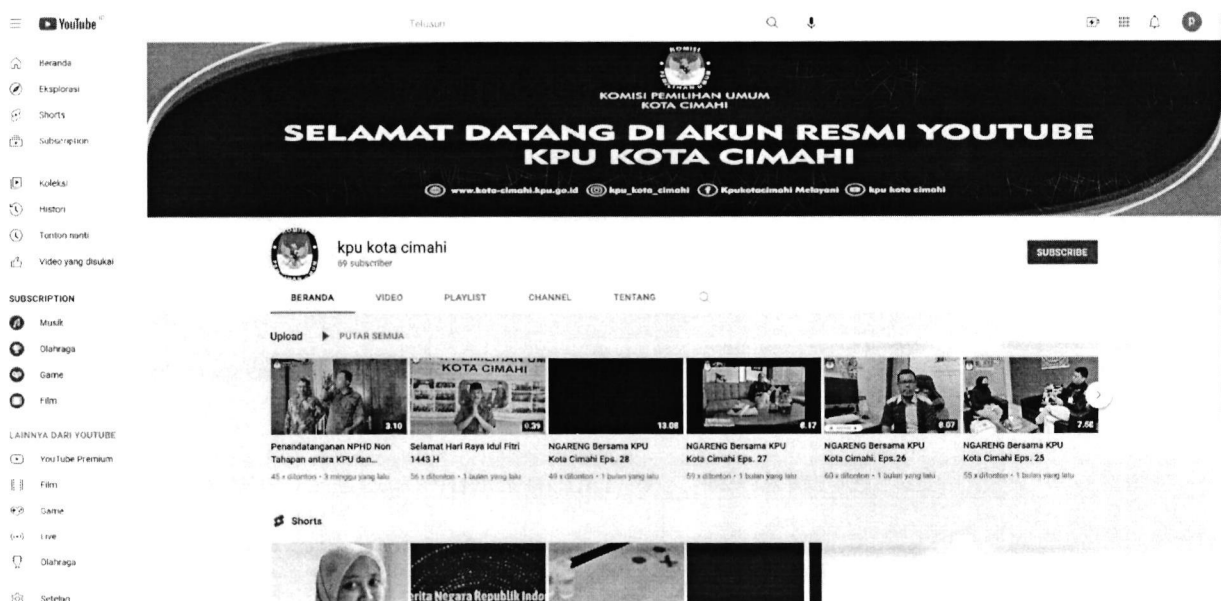 YouTube
Telusuri
Beranda
Eksplorasi
Shorts
Subscription
Koleksi
Histori
Tonton nanti
Video yang disukai
SUBSCRIPTION
Musik
Olahraga
Game
Film
LAINNYA DARI YOUTUBE
YouTube Premium
Film
Game
Live
Olahraga
Setelan
KOMISI PEMILIHAN UMUM
KOTA CIMAHI
SELAMAT DATANG DI AKUN RESMI YOUTUBE
KPU KOTA CIMAHI
www.kota-cimahi.kpu.go.id kpu_kota_cimahi Kpukotacimahi Melayani kpu kota cimahi
kpu kota cimahi
69 subscriber
SUBSCRIBE
BERANDA VIDEO PLAYLIST CHANNEL TENTANG
Upload PUTAR SEMUA
KOTA CIMAHI
3.10 0.39 13.08 6.17 8.07 7.58
Penandatanganan NPHD Non
Tahapan antara KPU dan...
45 x ditonton • 3 minggu yang lalu
Selamat Hari Raya Idul Fitri
1443 H
56 x ditonton • 1 bulan yang lalu
NGARENG Bersama KPU
Kota Cimahi Eps. 28
48 x ditonton • 1 bulan yang lalu
NGARENG Bersama KPU
Kota Cimahi Eps. 27
59 x ditonton • 1 bulan yang lalu
NGARENG Bersama KPU
Kota Cimahi. Eps.26
60 x ditonton • 1 bulan yang lalu
NGARENG Bersama KPU
Kota Cimahi Eps. 25
55 x ditonton • 1 bulan yang lalu
Shorts
erita Negara Republik Indo